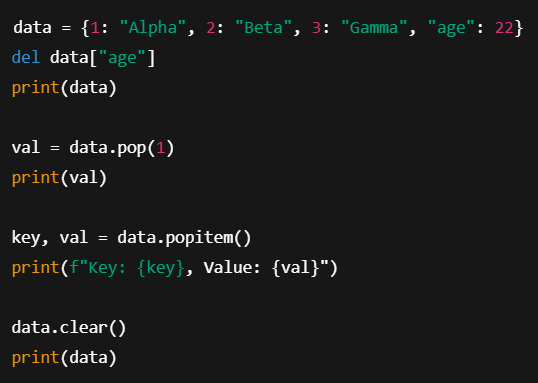 data = {1: "Alpha", 2: "Beta", 3: "Gamma", "age": 22}
del data["age"]
print(data)

val = data.pop(1)
print(val)

key, val = data.popitem()
print(f"Key: {key}, Value: {val}")

data.clear()
print(data)